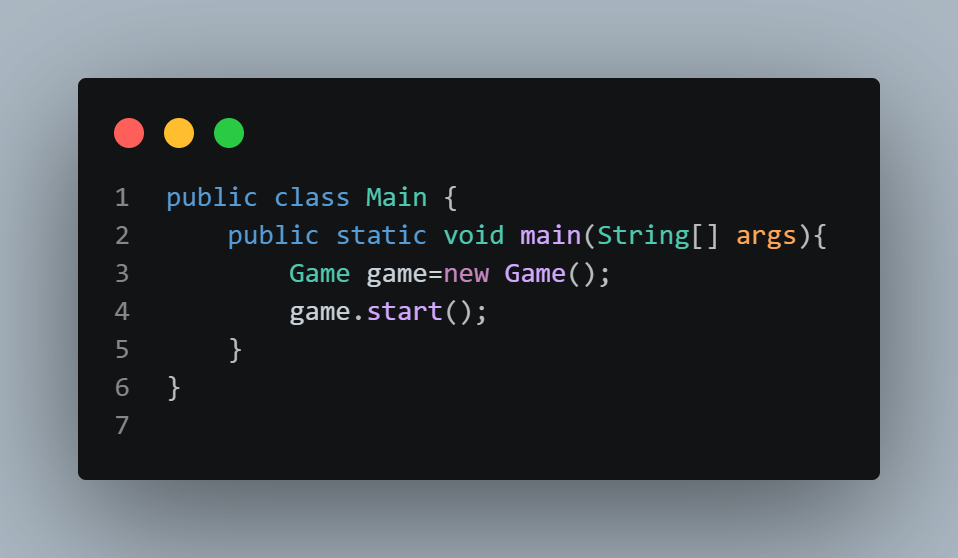 1 public class Main {
2     public static void main(String[] args){
3         Game game=new Game();
4         game.start();
5     }
6 }
7